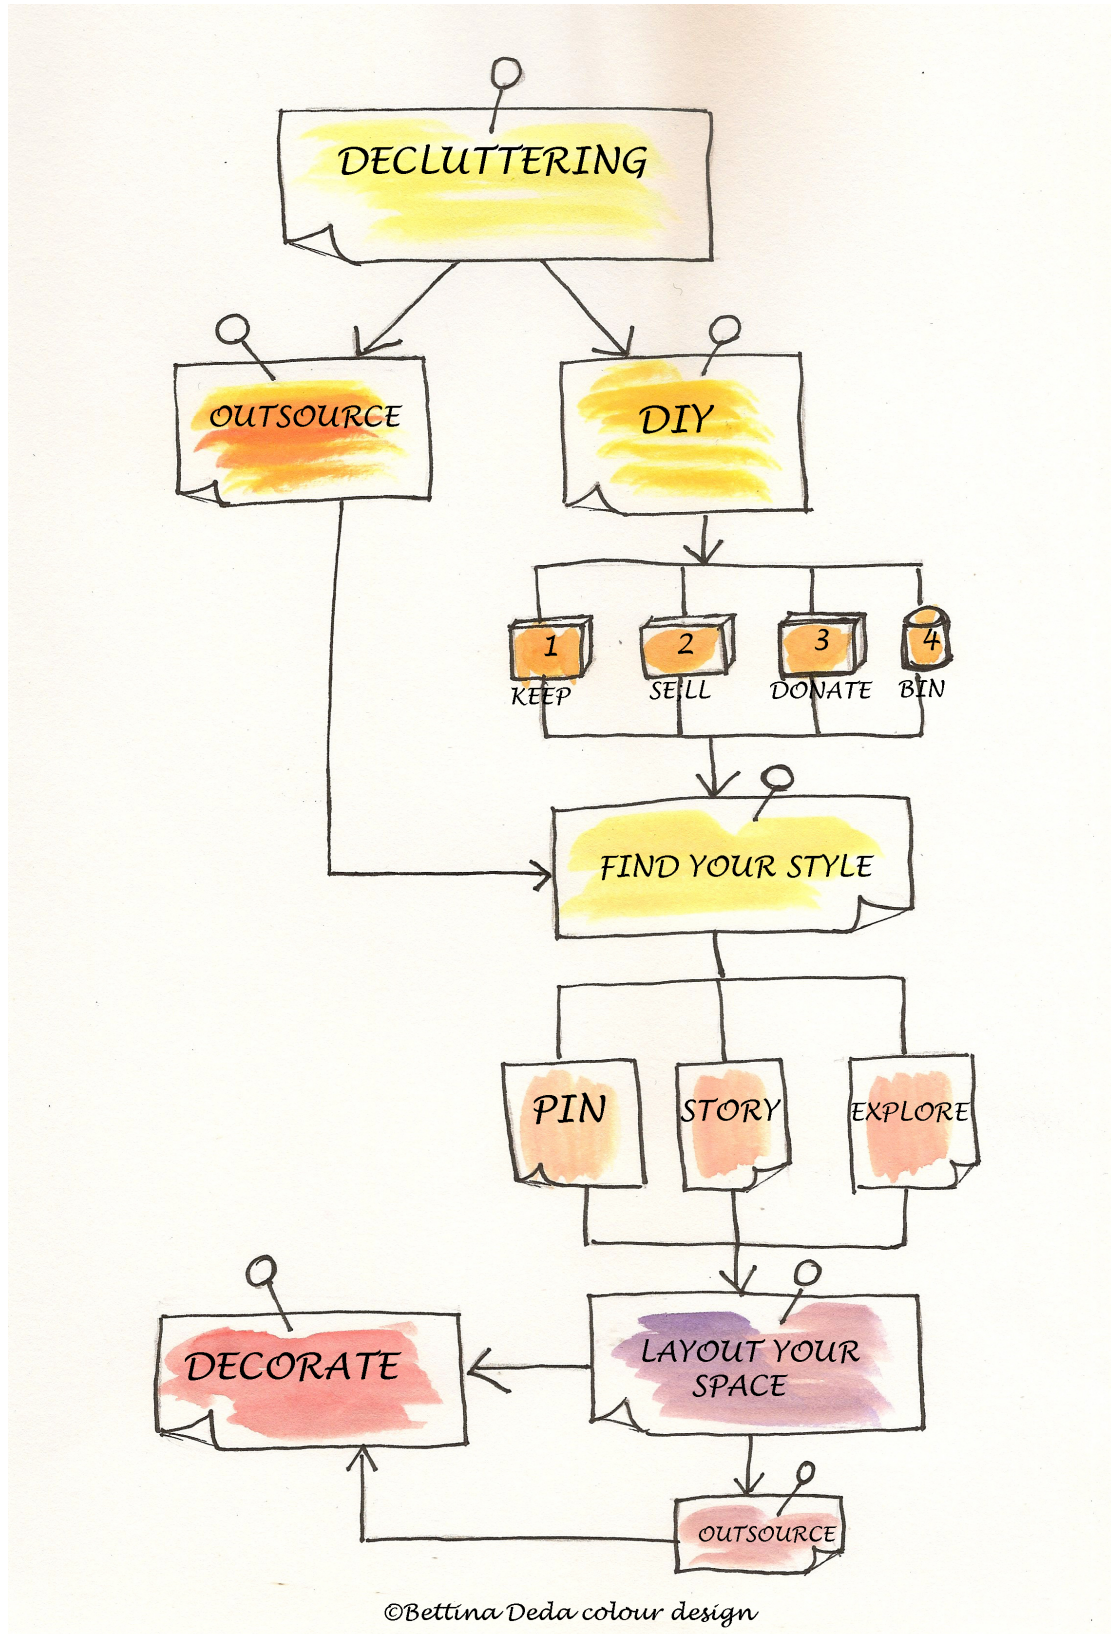 DECLUTTERING
OUTSOURCE
DIY
1
2
3
4
KEEP
SELL
DONATE
BIN
FIND YOUR STYLE
PIN
STORY
EXPLORE
LAYOUT YOUR
SPACE
DECORATE
OUTSOURCE
©Bettina Deda colour design